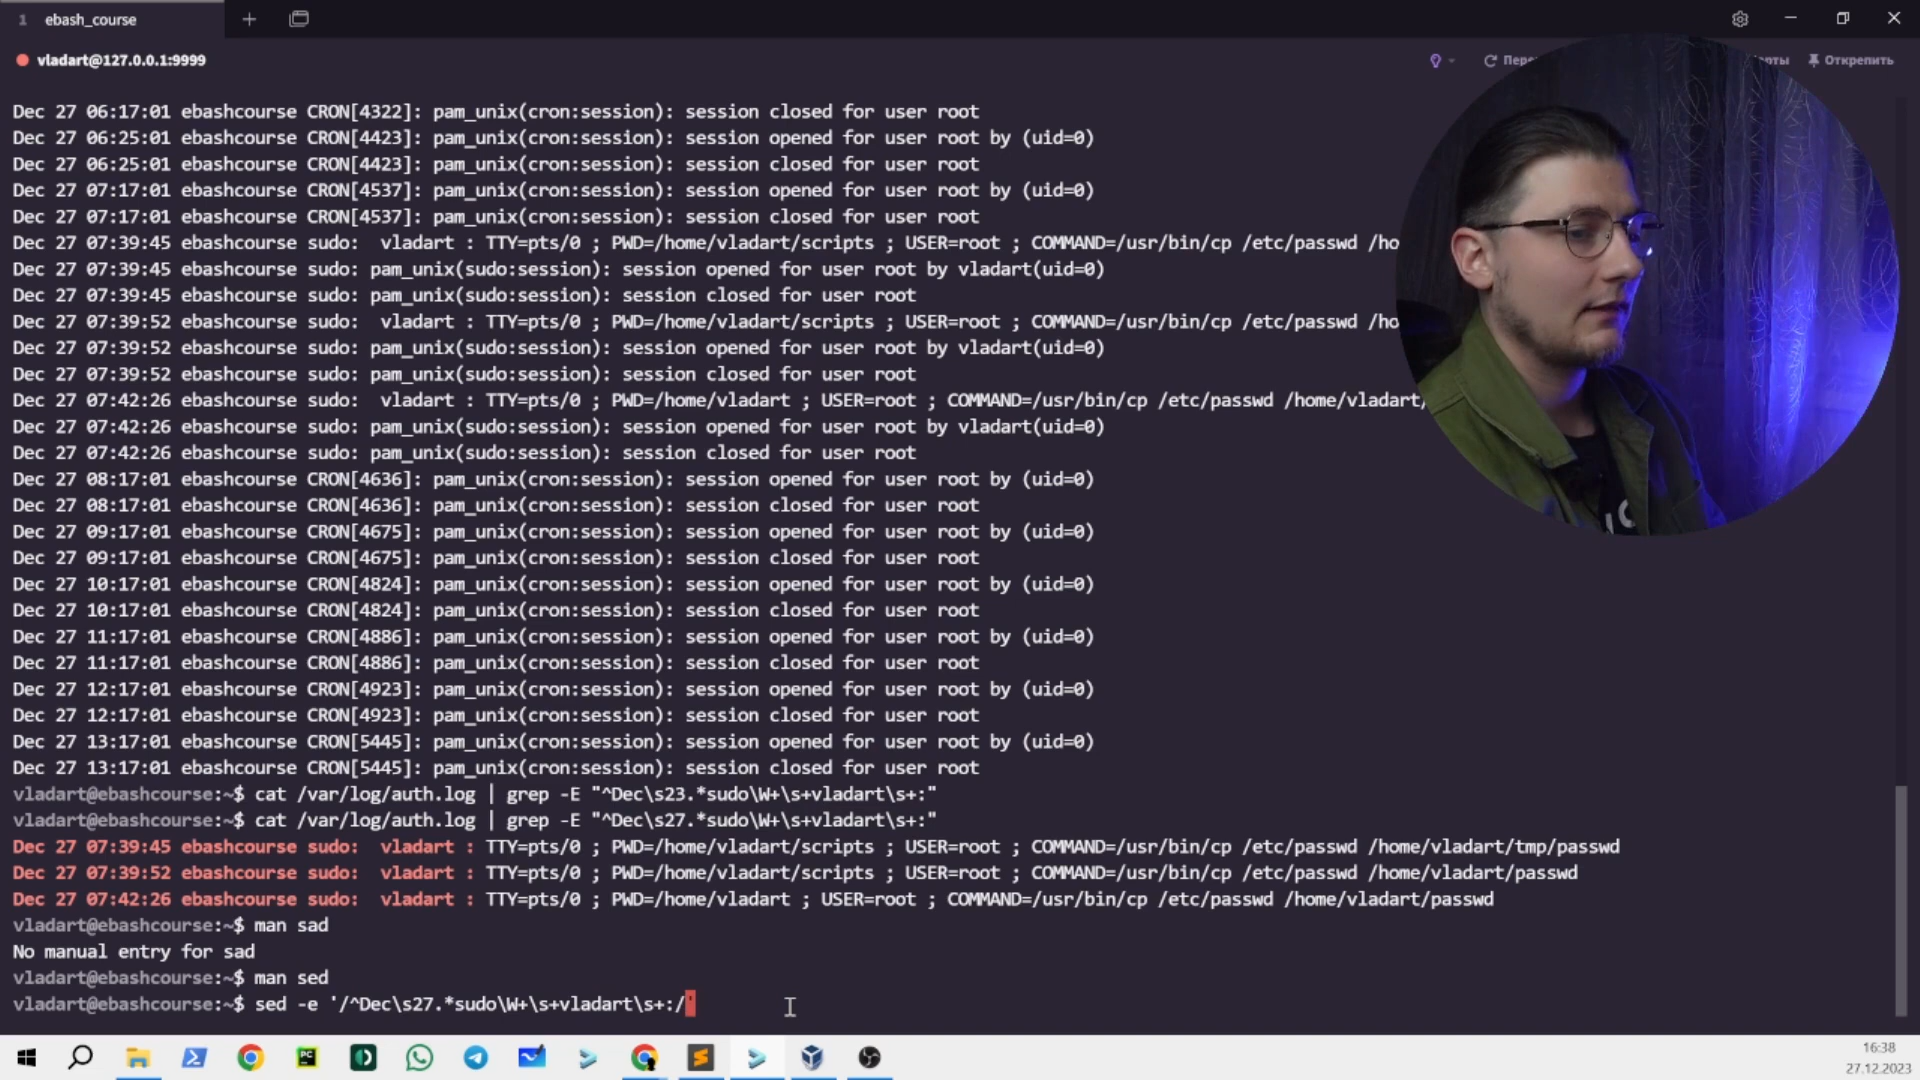 1 ebash_course
vladart@127.0.0.1:9999
Открепить
Dec 27 06:17:01 ebashcourse CRON[4322]: pam_unix(cron:session): session closed for user root
Dec 27 06:25:01 ebashcourse CRON[4423]: pam_unix(cron:session): session opened for user root by (uid=0)
Dec 27 06:25:01 ebashcourse CRON[4423]: pam_unix(cron:session): session closed for user root
Dec 27 07:17:01 ebashcourse CRON[4537]: pam_unix(cron:session): session opened for user root by (uid=0)
Dec 27 07:17:01 ebashcourse CRON[4537]: pam_unix(cron:session): session closed for user root
Dec 27 07:39:45 ebashcourse sudo:  vladart : TTY=pts/0 ; PWD=/home/vladart/scripts ; USER=root ; COMMAND=/usr/bin/cp /etc/passwd /ho
Dec 27 07:39:45 ebashcourse sudo: pam_unix(sudo:session): session opened for user root by vladart(uid=0)
Dec 27 07:39:45 ebashcourse sudo: pam_unix(sudo:session): session closed for user root
Dec 27 07:39:52 ebashcourse sudo:  vladart : TTY=pts/0 ; PWD=/home/vladart/scripts ; USER=root ; COMMAND=/usr/bin/cp /etc/passwd /ho
Dec 27 07:39:52 ebashcourse sudo: pam_unix(sudo:session): session opened for user root by vladart(uid=0)
Dec 27 07:39:52 ebashcourse sudo: pam_unix(sudo:session): session closed for user root
Dec 27 07:42:26 ebashcourse sudo:  vladart : TTY=pts/0 ; PWD=/home/vladart ; USER=root ; COMMAND=/usr/bin/cp /etc/passwd /home/vladart/
Dec 27 07:42:26 ebashcourse sudo: pam_unix(sudo:session): session opened for user root by vladart(uid=0)
Dec 27 07:42:26 ebashcourse sudo: pam_unix(sudo:session): session closed for user root
Dec 27 08:17:01 ebashcourse CRON[4636]: pam_unix(cron:session): session opened for user root by (uid=0)
Dec 27 08:17:01 ebashcourse CRON[4636]: pam_unix(cron:session): session closed for user root
Dec 27 09:17:01 ebashcourse CRON[4675]: pam_unix(cron:session): session opened for user root by (uid=0)
Dec 27 09:17:01 ebashcourse CRON[4675]: pam_unix(cron:session): session closed for user root
Dec 27 10:17:01 ebashcourse CRON[4824]: pam_unix(cron:session): session opened for user root by (uid=0)
Dec 27 10:17:01 ebashcourse CRON[4824]: pam_unix(cron:session): session closed for user root
Dec 27 11:17:01 ebashcourse CRON[4886]: pam_unix(cron:session): session opened for user root by (uid=0)
Dec 27 11:17:01 ebashcourse CRON[4886]: pam_unix(cron:session): session closed for user root
Dec 27 12:17:01 ebashcourse CRON[4923]: pam_unix(cron:session): session opened for user root by (uid=0)
Dec 27 12:17:01 ebashcourse CRON[4923]: pam_unix(cron:session): session closed for user root
Dec 27 13:17:01 ebashcourse CRON[5445]: pam_unix(cron:session): session opened for user root by (uid=0)
Dec 27 13:17:01 ebashcourse CRON[5445]: pam_unix(cron:session): session closed for user root
vladart@ebashcourse:~$ cat /var/log/auth.log | grep -E "^Dec\s23.*sudo\W+\s+vladart\s+:"
vladart@ebashcourse:~$ cat /var/log/auth.log | grep -E "^Dec\s27.*sudo\W+\s+vladart\s+:"
Dec 27 07:39:45 ebashcourse sudo:  vladart : TTY=pts/0 ; PWD=/home/vladart/scripts ; USER=root ; COMMAND=/usr/bin/cp /etc/passwd /home/vladart/tmp/passwd
Dec 27 07:39:52 ebashcourse sudo:  vladart : TTY=pts/0 ; PWD=/home/vladart/scripts ; USER=root ; COMMAND=/usr/bin/cp /etc/passwd /home/vladart/passwd
Dec 27 07:42:26 ebashcourse sudo:  vladart : TTY=pts/0 ; PWD=/home/vladart ; USER=root ; COMMAND=/usr/bin/cp /etc/passwd /home/vladart/passwd
vladart@ebashcourse:~$ man sad
No manual entry for sad
vladart@ebashcourse:~$ man sed
vladart@ebashcourse:~$ sed -e '/^Dec\s27.*sudo\W+\s+vladart\s+:/'
16:38
27.12.2023